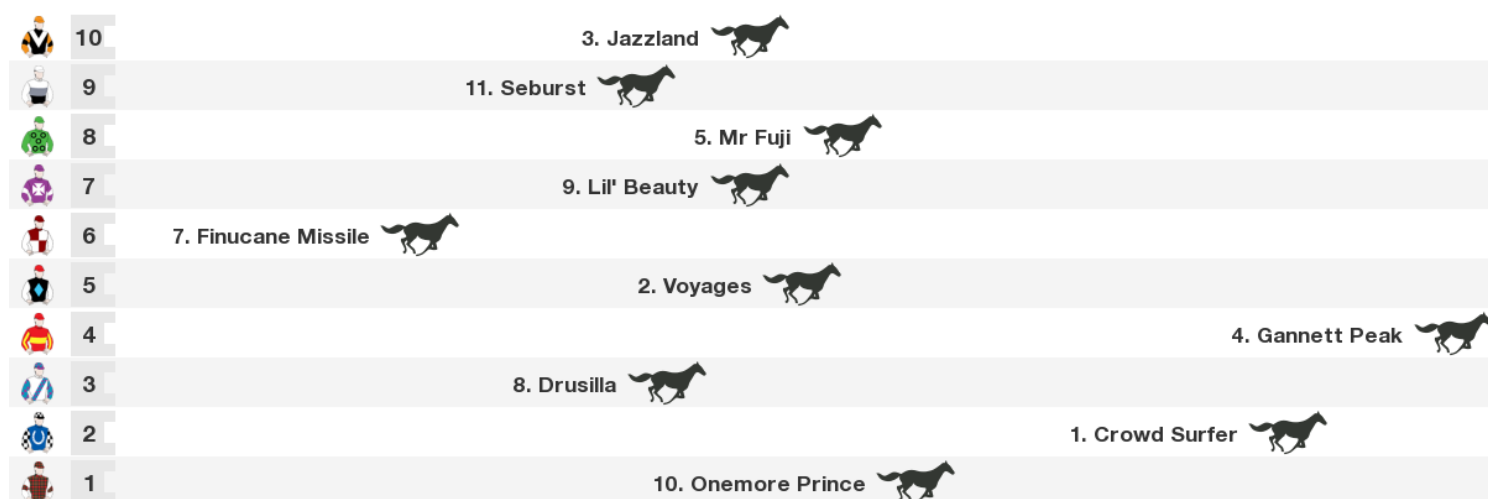 10 3. Jazzland
9 11. Seburst
8 5. Mr Fuji
7 9. Lil' Beauty
6 7. Finucane Missile
5 2. Voyages
4 4. Gannett Peak
3 8. Drusilla
2 1. Crowd Surfer
1 10. Onemore Prince